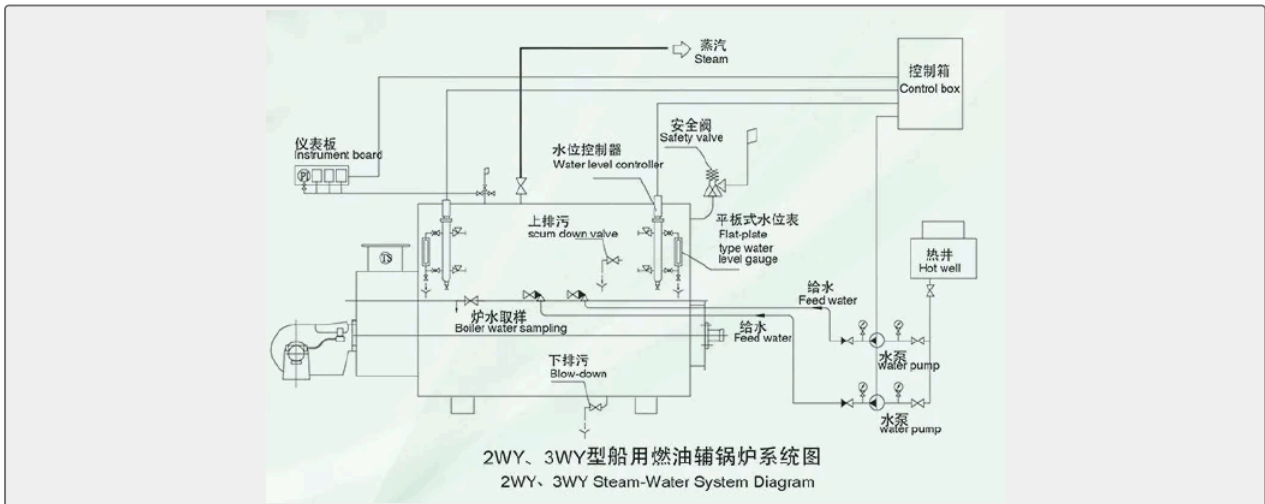 蒸汽
Steam
控制箱
Control box
安全阀
Safety valve
仪表板
Instrument board
水位控制器
Water level controller
PI
上排污
scum down valve
平板式水位表
Flat-plate
type water
level gauge
热井
Hot well
TS
给水
Feed water
炉水取样
Boiler water sampling
给水
Feed water
水泵
water pump
下排污
Blow-down
水泵
water pump
2WY、3WY型船用燃油辅锅炉系统图
2WY、3WY Steam-Water System Diagram